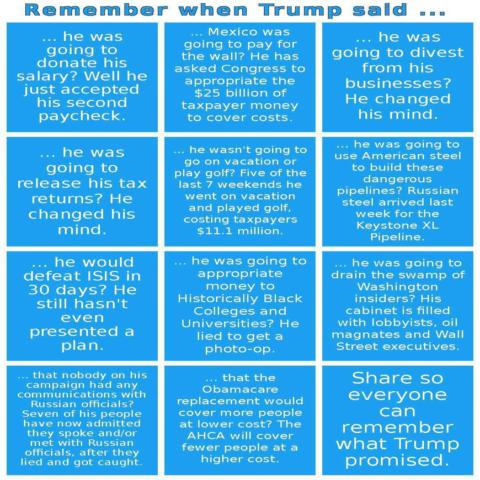 Remember when Trump said ...
... he was
going to
donate his
salary? Well he
just accepted
his second
paycheck.
... Mexico was
going to pay for
the wall? He has
asked Congress to
appropriate the
$25 billion of
taxpayer money
to cover costs.
... he was
going to divest
from his
businesses?
He changed
his mind.
... he was
going to
release his tax
returns? He
changed his
mind.
... he wasn't going to
go on vacation or
play golf? Five of the
last 7 weekends he
went on vacation
and played golf,
costing taxpayers
$11.1 million.
... he was going to
use American steel
to build these
dangerous
pipelines? Russian
steel arrived last
week for the
Keystone XL
Pipeline.
... he would
defeat ISIS in
30 days? He
still hasn't
even
presented a
plan.
... he was going to
appropriate
money to
Historically Black
Colleges and
Universities? He
lied to get a
photo-op.
... he was going to
drain the swamp of
Washington
insiders? His
cabinet is filled
with lobbyists, oil
magnates and Wall
Street executives.
... that nobody on his
campaign had any
communications with
Russian officials?
Seven of his people
have now admitted
they spoke and/or
met with Russian
officials, after they
lied and got caught.
... that the
Obamacare
replacement would
cover more people
at lower cost? The
AHCA will cover
fewer people at a
higher cost.
Share so
everyone
can
remember
what Trump
promised.